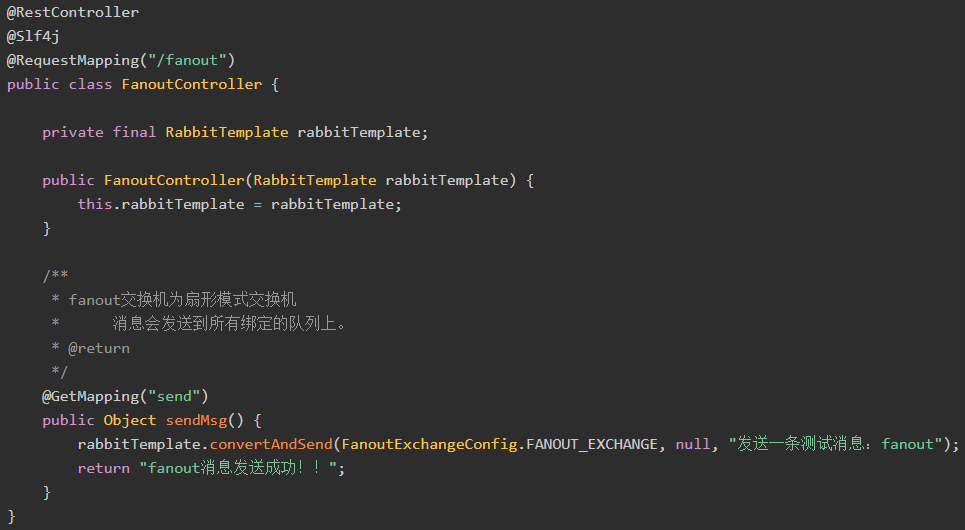 @RestController
@Slf4j
@RequestMapping("/fanout")
public class FanoutController {
private final RabbitTemplate rabbitTemplate;
public FanoutController(RabbitTemplate rabbitTemplate) {
this.rabbitTemplate = rabbitTemplate;
}
/**
* fanout交换机为扇形模式交换机
*      消息会发送到所有绑定的队列上。
* @return
*/
@GetMapping("send")
public Object sendMsg() {
rabbitTemplate.convertAndSend(FanoutExchangeConfig.FANOUT_EXCHANGE, null, "发送一条测试消息：fanout");
return "fanout消息发送成功！！";
}
}